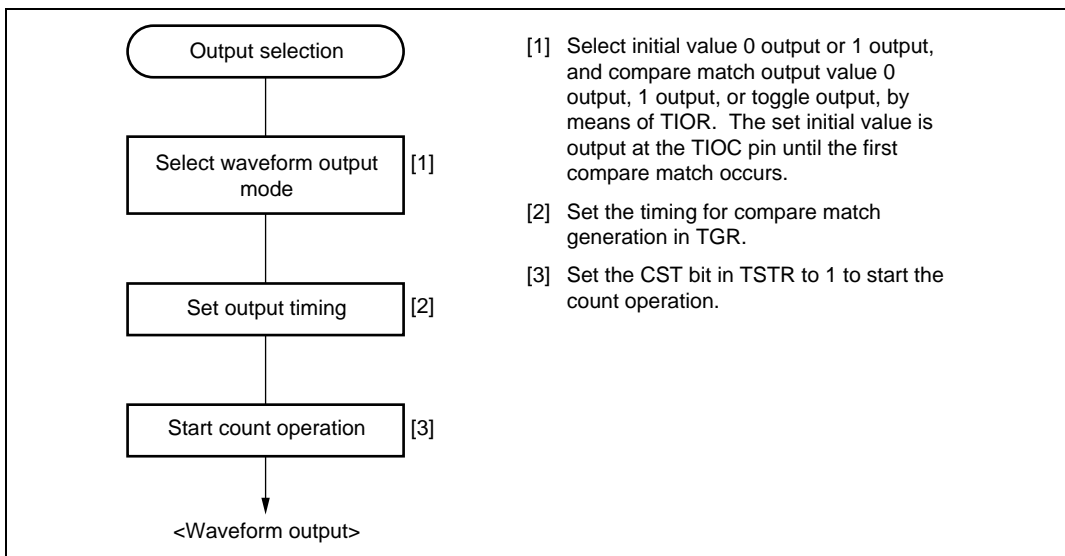 Output selection
Select waveform output
mode
[1]
Set output timing
[2]
Start count operation
[3]
<Waveform output>
[1] Select initial value 0 output or 1 output,
and compare match output value 0
output, 1 output, or toggle output, by
means of TIOR. The set initial value is
output at the TIOC pin until the first
compare match occurs.
[2] Set the timing for compare match
generation in TGR.
[3] Set the CST bit in TSTR to 1 to start the
count operation.